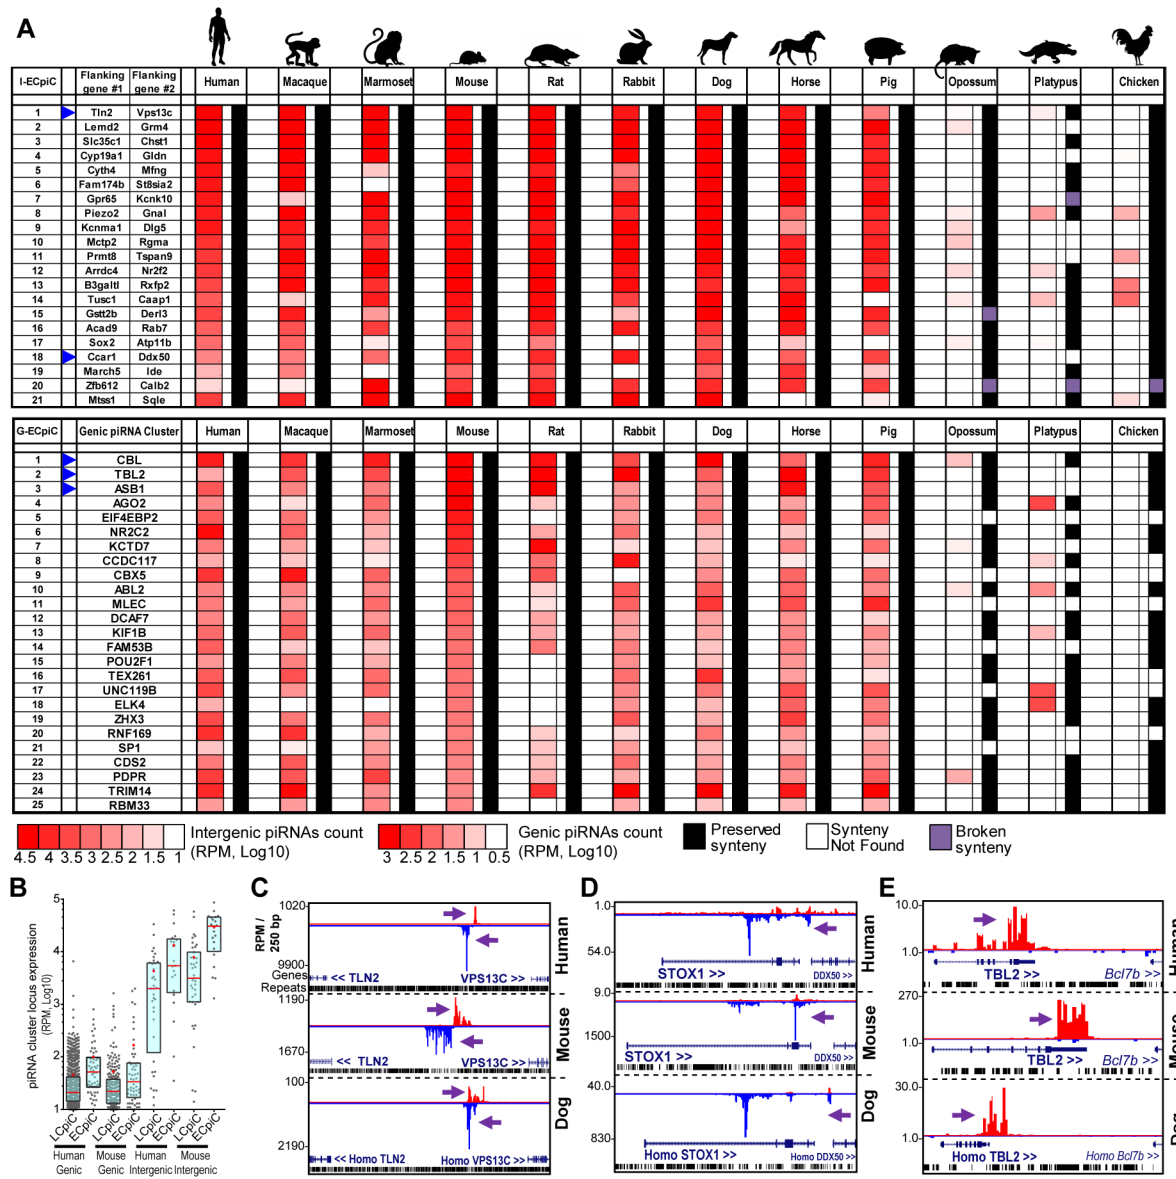 A
I-ECpiC Flanking gene #1 Flanking gene #2 Human Macaque Marmoset Mouse Rat Rabbit Dog Horse Pig Opossum Platypus Chicken
1 Tln2 Vps13c
2 Lemd2 Grm4
3 Slc35c1 Chst1
4 Cyp19a1 Gldn
5 Cyth4 Mfng
6 Fam174b St8sia2
7 Gpr65 Kcnk10
8 Piezo2 Gnal
9 Kcnma1 Dlg5
10 Mctp2 Rgma
11 Prmt8 Tspan9
12 Arrdc4 Nr2f2
13 B3galtl Rxfp2
14 Tusc1 Caap1
15 Gstt2b Derl3
16 Acad9 Rab7
17 Sox2 Atp11b
18 Ccar1 Ddx50
19 March5 Ide
20 Zfb612 Calb2
21 Mtss1 Sqle
G-ECpiC Genic piRNA Cluster Human Macaque Marmoset Mouse Rat Rabbit Dog Horse Pig Opossum Platypus Chicken
1 CBL
2 TBL2
3 ASB1
4 AGO2
5 EIF4EBP2
6 NR2C2
7 KCTD7
8 CCDC117
9 CBX5
10 ABL2
11 MLEC
12 DCAF7
13 KIF1B
14 FAM53B
15 POU2F1
16 TEX261
17 UNC119B
18 ELK4
19 ZHX3
20 RNF169
21 SP1
22 CDS2
23 PDPR
24 TRIM14
25 RBM33
4.5 4 3.5 3 2.5 2 1.5 1 Intergenic piRNAs count (RPM, Log10)
3 2.5 2 1.5 1 0.5 Genic piRNAs count (RPM, Log10)
Preserved synteny
Synteny Not Found
Broken synteny
B
piRNA cluster locus expression
(RPM, Log10)
5
4
3
2
1
LCpiC ECpiC LCpiC ECpiC LCpiC ECpiC LCpiC ECpiC
Human Genic Mouse Genic Human Intergenic Mouse Intergenic
C
RPM / 250 bp
1020
9900
Genes << TLN2 VPS13C >>
Repeats
Human
1190
1670
<< TLN2 VPS13C >>
Mouse
100
2190
<< Homo TLN2 Homo VPS13C >>
Dog
D
1.0
54.0
STOX1 >> DDX50 >>
Human
9.0
1500
STOX1 >> DDX50 >>
Mouse
40.0
830
Homo STOX1 >> Homo DDX50 >>
Dog
E
10.0
1.0
TBL2 >> Bcl7b >>
Human
270
1.0
TBL2 >> Bcl7b >>
Mouse
30.0
1.0
Homo TBL2 >> Homo Bcl7b >>
Dog